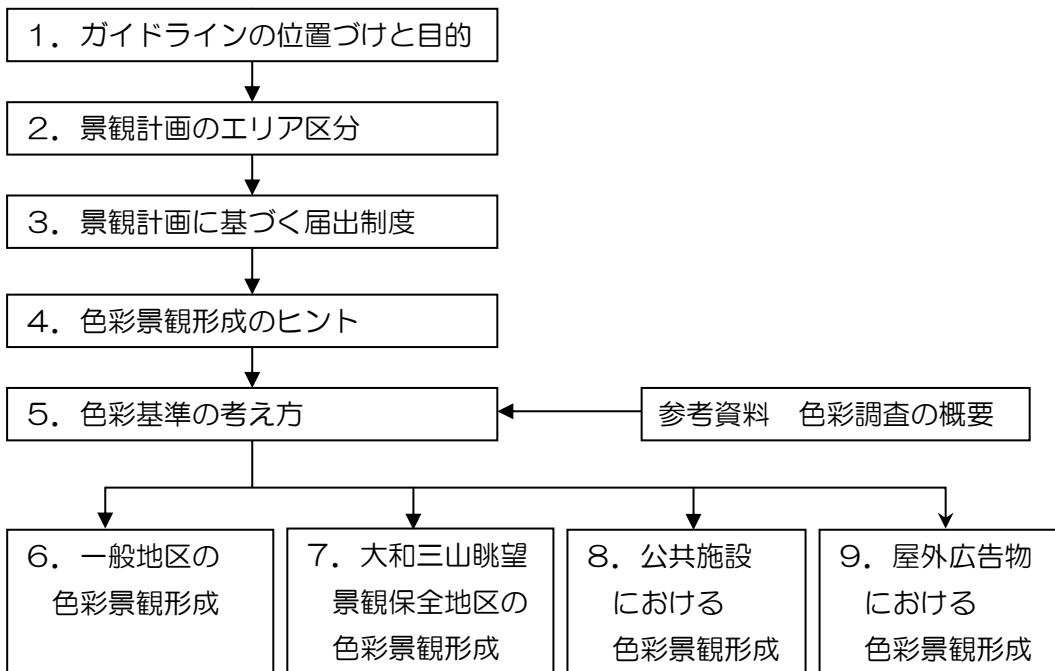 １．ガイドラインの位置づけと目的
２．景観計画のエリア区分
３．景観計画に基づく届出制度
４．色彩景観形成のヒント
５．色彩基準の考え方
参考資料　色彩調査の概要
６．一般地区の
色彩景観形成
７．大和三山眺望
景観保全地区の
色彩景観形成
８．公共施設
における
色彩景観形成
９．屋外広告物
における
色彩景観形成